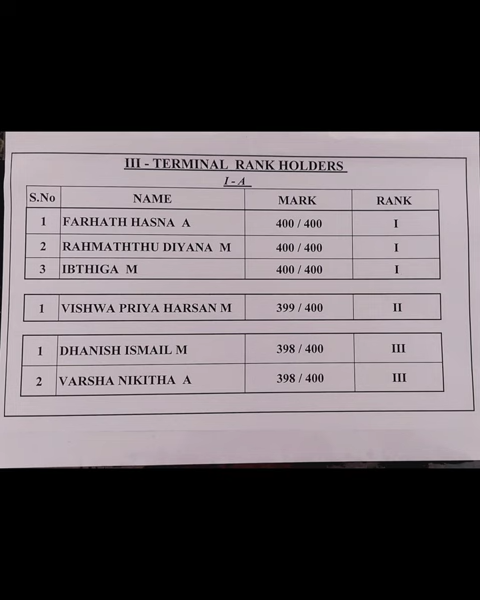 III - TERMINAL RANK HOLDERS
I - A
S.No NAME MARK RANK
1 FARHATH HASNA A 400 / 400 I
2 RAHMATHTHU DIYANA M 400 / 400 I
3 IBTHIGA M 400 / 400 I
1 VISHWA PRIYA HARSAN M 399 / 400 II
1 DHANISH ISMAIL M 398 / 400 III
2 VARSHA NIKITHA A 398 / 400 III